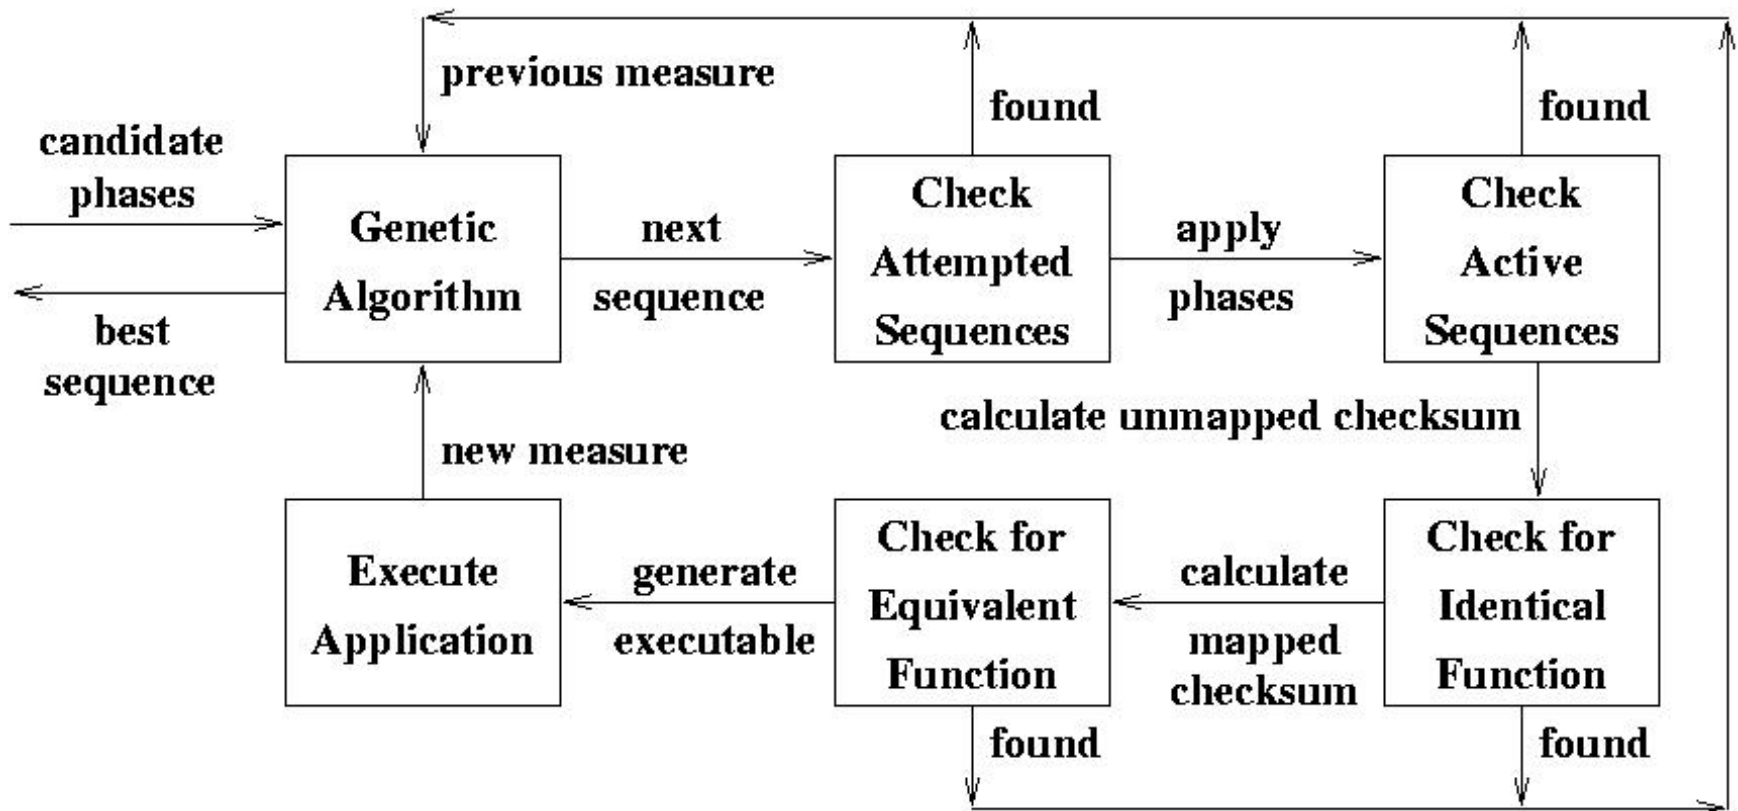 previous measure
found
found
candidate
phases
Genetic
Algorithm
next
sequence
Check
Attempted
Sequences
apply
phases
Check
Active
Sequences
best
sequence
calculate unmapped checksum
new measure
Execute
Application
generate
executable
Check for
Equivalent
Function
calculate
mapped
checksum
Check for
Identical
Function
found
found